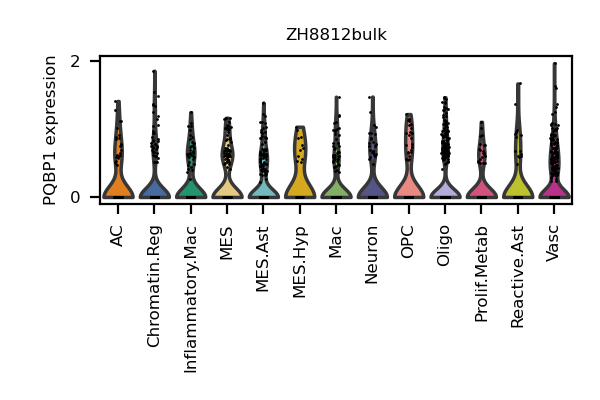 ZH8812bulk
PQBP1 expression
2
0
AC
Chromatin.Reg
Inflammatory.Mac
MES
MES.Ast
MES.Hyp
Mac
Neuron
OPC
Oligo
Prolif.Metab
Reactive.Ast
Vasc